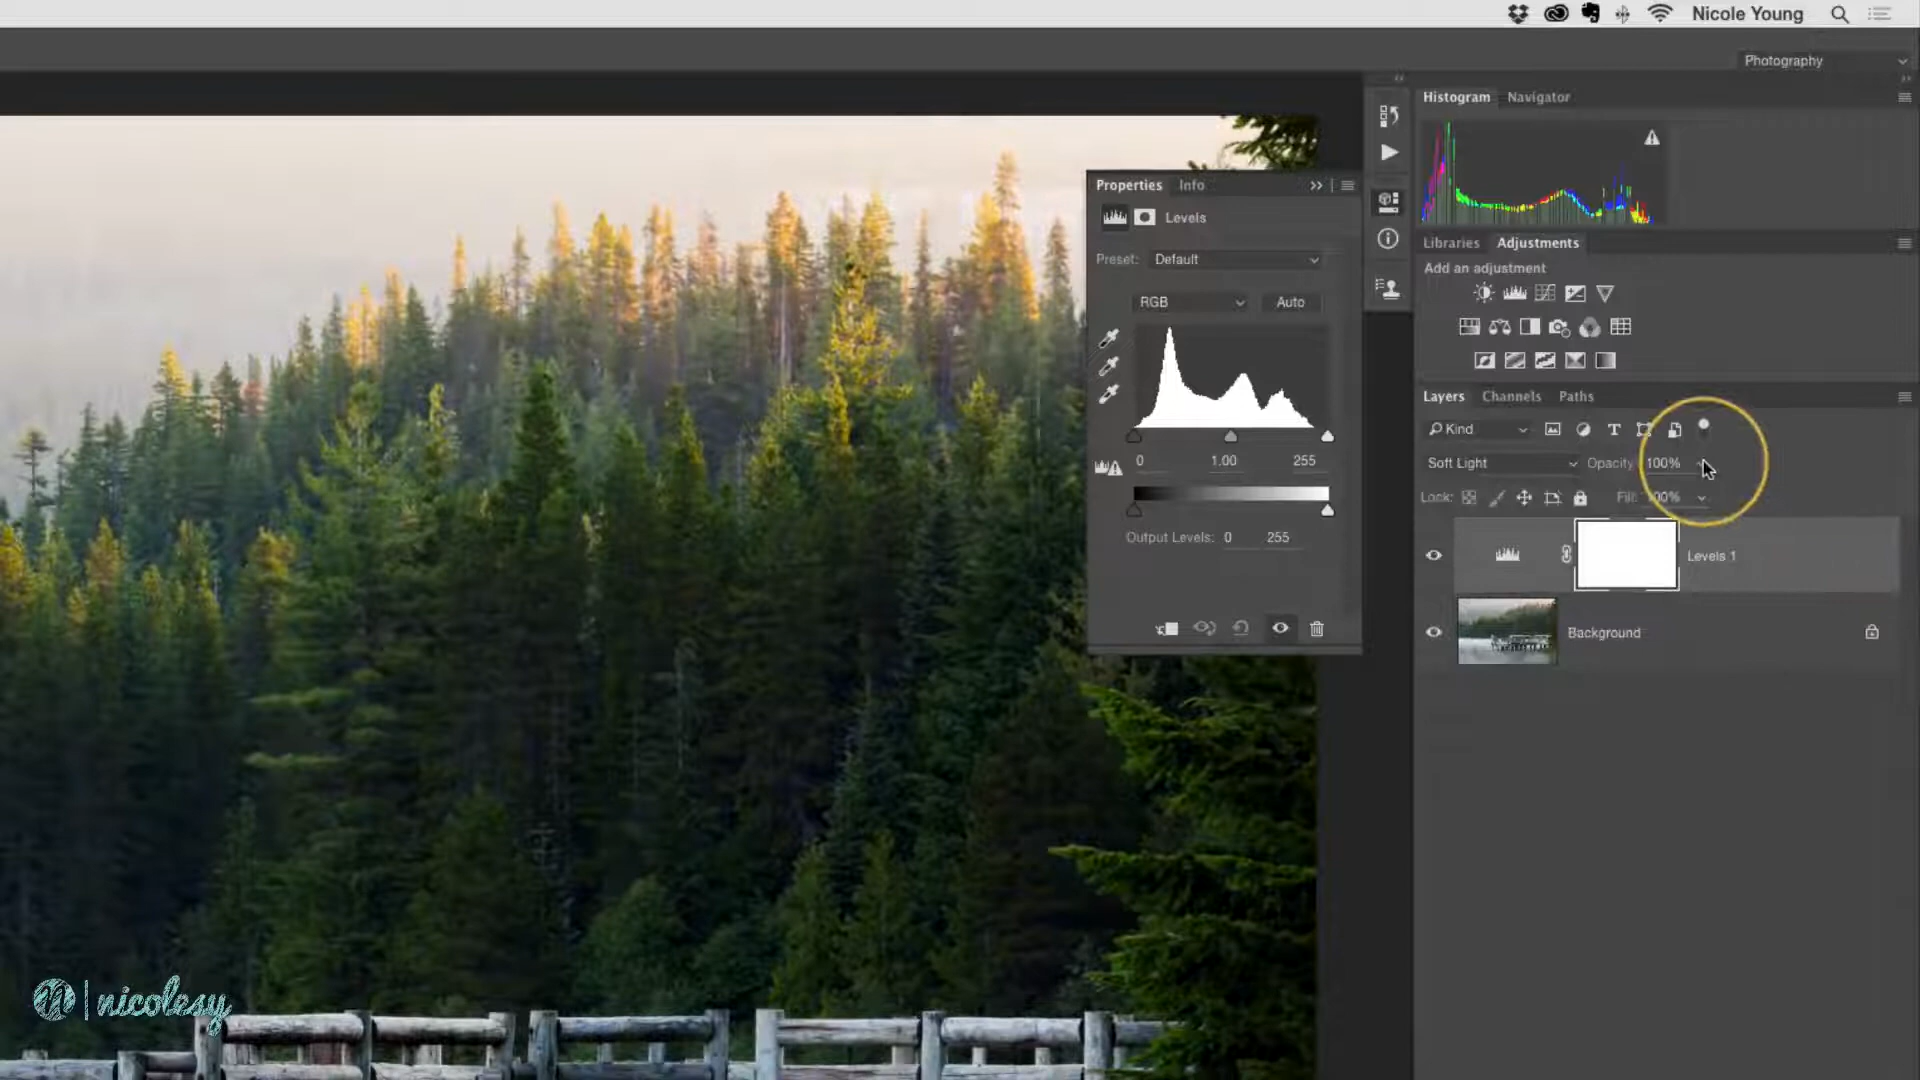 Nicole Young
Photography
Histogram Navigator
Properties Info
Levels
Libraries Adjustments
Preset: Default
Add an adjustment
RGB Auto
Layers Channels Paths
Kind
0 1.00 255
Soft Light Opacity 100%
Lock: Fill: 100%
Output Levels: 0 255
Levels 1
Background
nicolesy